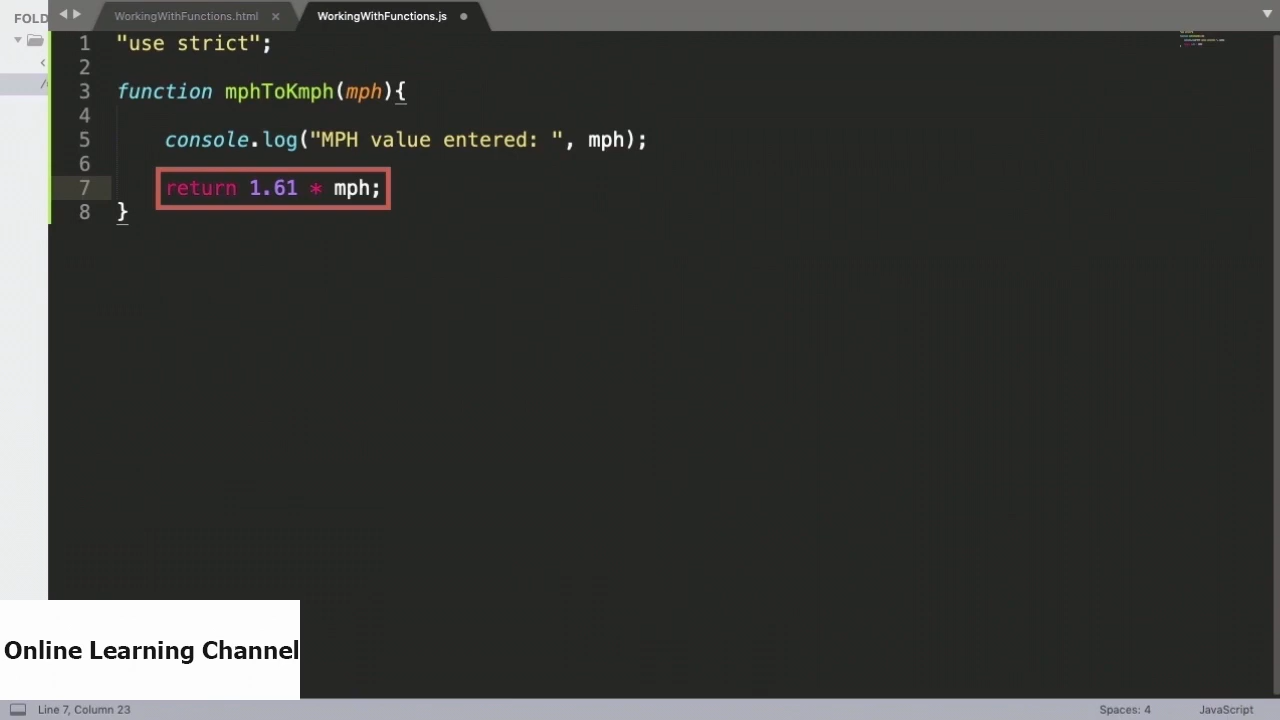 FOLD
WorkingWithFunctions.html ×
WorkingWithFunctions.js
1 "use strict";
2
3 function mphToKmph(mph){
4
5 console.log("MPH value entered: ", mph);
6
7 return 1.61 * mph;
8 }
Online Learning Channel
Line 7, Column 23
Spaces: 4
JavaScript